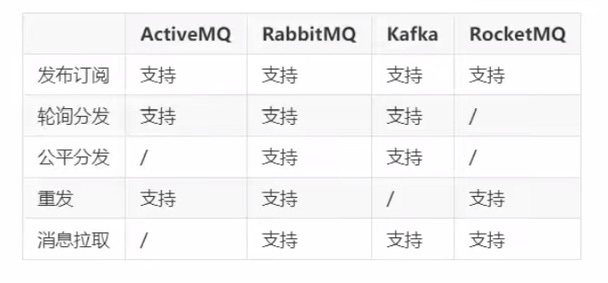 ActiveMQ RabbitMQ Kafka RocketMQ
发布订阅 支持 支持 支持 支持
轮询分发 支持 支持 支持 /
公平分发 / 支持 支持 /
重发 支持 支持 / 支持
消息拉取 / 支持 支持 支持